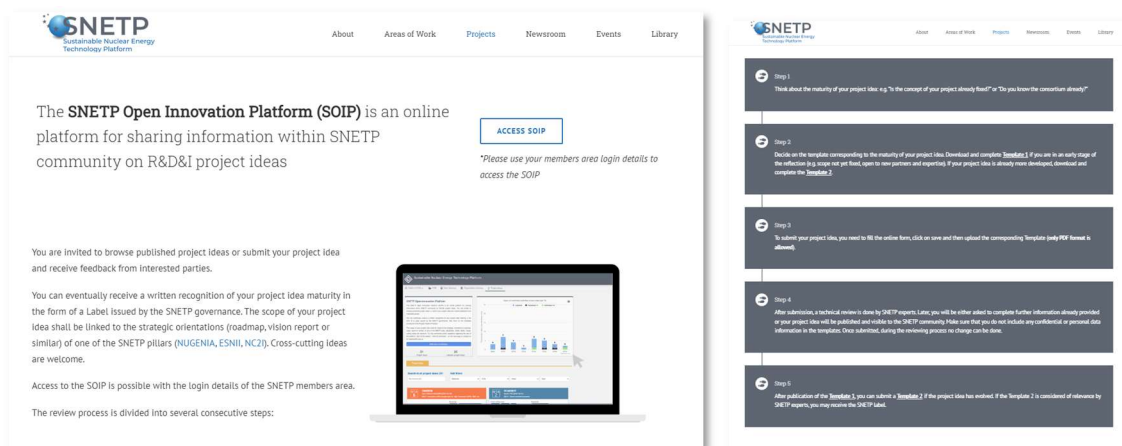 SNETP
Sustainable Nuclear Energy
Technology Platform
About Areas of Work Projects Newsroom Events Library
The SNETP Open Innovation Platform (SOIP) is an online
platform for sharing information within SNETP
community on R&D&I project ideas
ACCESS SOIP
*Please use your members area login details to
access the SOIP
You are invited to browse published project ideas or submit your project idea
and receive feedback from interested parties.
You can eventually receive a written recognition of your project idea maturity in
the form of a Label issued by the SNETP governance. The scope of your project
idea shall be linked to the strategic orientations (roadmap, vision report or
similar) of one of the SNETP pillars (NUGENIA, ESNII, NC2I). Cross-cutting ideas
are welcome.
Access to the SOIP is possible with the login details of the SNETP members area.
The review process is divided into several consecutive steps:
SNETP
Sustainable Nuclear Energy
Technology Platform
About Areas of Work Projects Newsroom Events Library
Step 1
Think about the maturity of your project idea: e.g. "Is the concept of your project already fixed?" or "Do you know the consortium already?"
Step 2
Decide on the template corresponding to the maturity of your project idea. Download and complete Template 1 if you are in an early stage of
the reflection (e.g. scope not yet fixed, open to new partners and expertise). If your project idea is already more developed, download and
complete the Template 2.
Step 3
To submit your project idea, you need to fill the online form, click on save and then upload the corresponding Template (only PDF format is
allowed).
Step 4
After submission, a technical review is done by SNETP experts. Later, you will be either asked to complete further information already provided
or your project idea will be published and visible to the SNETP community. Make sure that you do not include any confidential or personal data
information in the templates. Once submitted, during the reviewing process no change can be done.
Step 5
After publication of the Template 1, you can submit a Template 2 if the project idea has evolved. If the Template 2 is considered of relevance by
SNETP experts, you may receive the SNETP label.